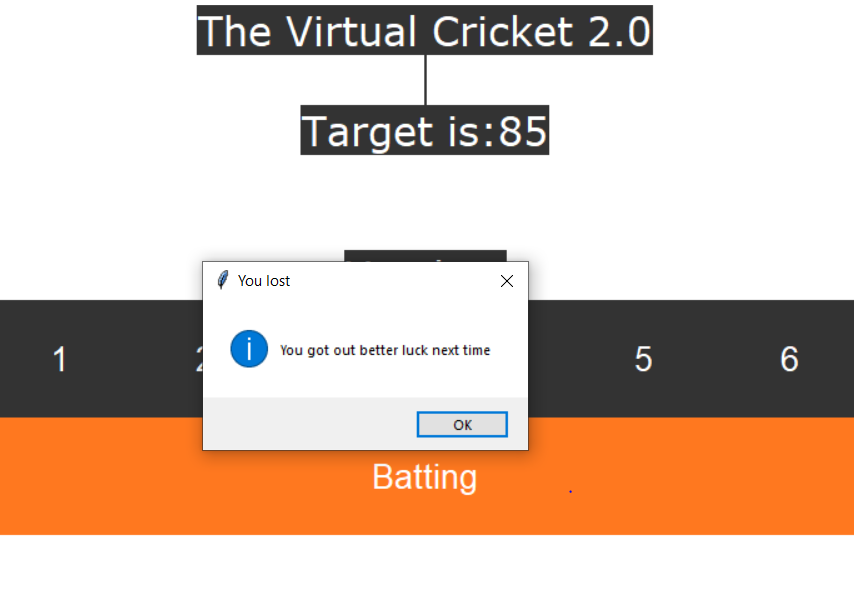 The Virtual Cricket 2.0
Target is:85
You lost
You got out better luck next time
OK
1 2 5 6
Batting